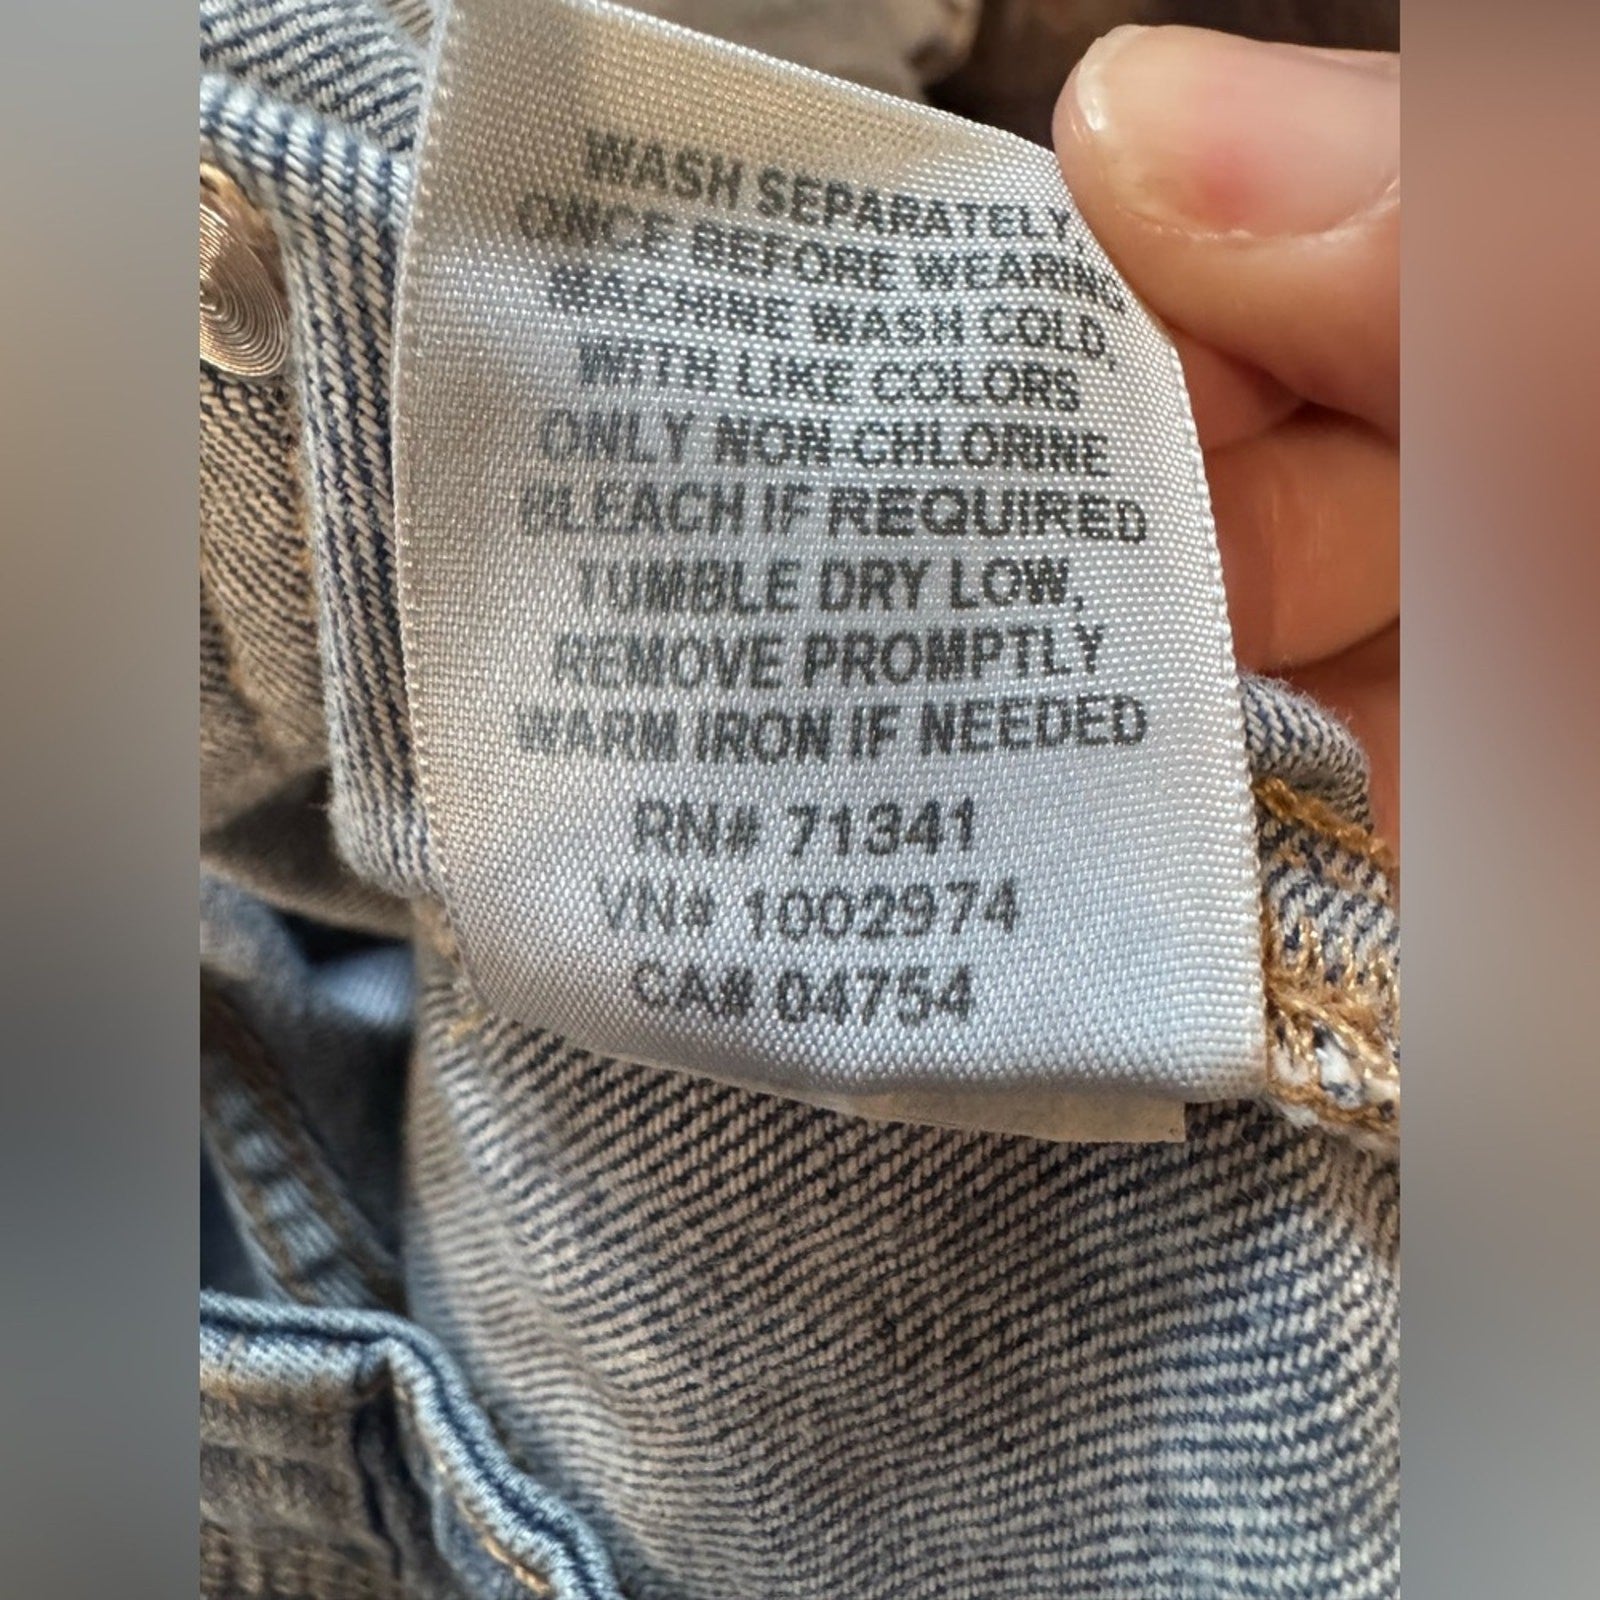 WASH SEPARATELY,
ONCE BEFORE WEARING
MACHINE WASH COLD,
WITH LIKE COLORS
ONLY NON-CHLORINE
BLEACH IF REQUIRED
TUMBLE DRY LOW,
REMOVE PROMPTLY
WARM IRON IF NEEDED
RN# 71341
VN# 1002974
CA# 04754